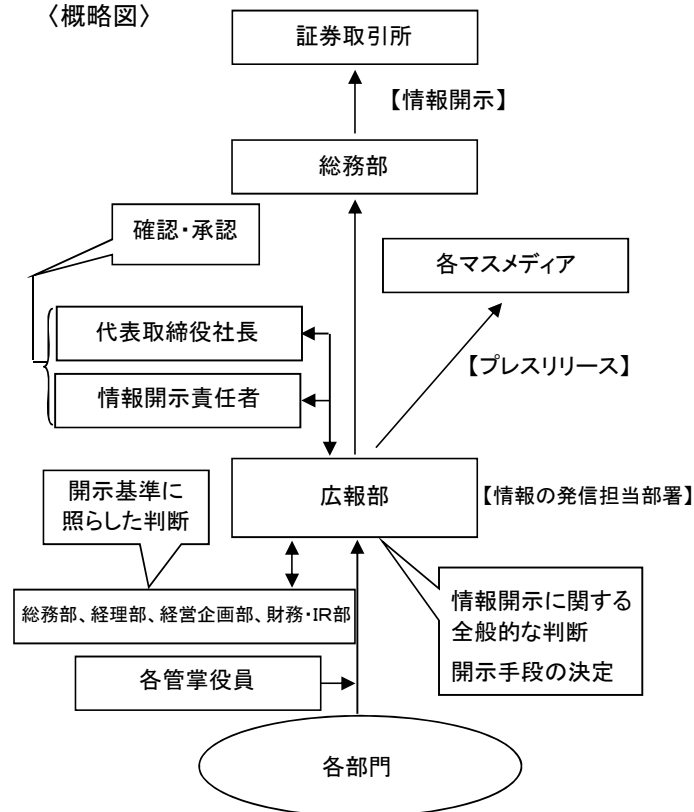 〈概略図〉
証券取引所
【情報開示】
総務部
確認・承認
各マスメディア
代表取締役社長
【プレスリリース】
情報開示責任者
開示基準に
照らした判断
広報部
【情報の発信担当部署】
総務部、経理部、経営企画部、財務・IR部
情報開示に関する
全般的な判断
開示手段の決定
各管掌役員
各部門